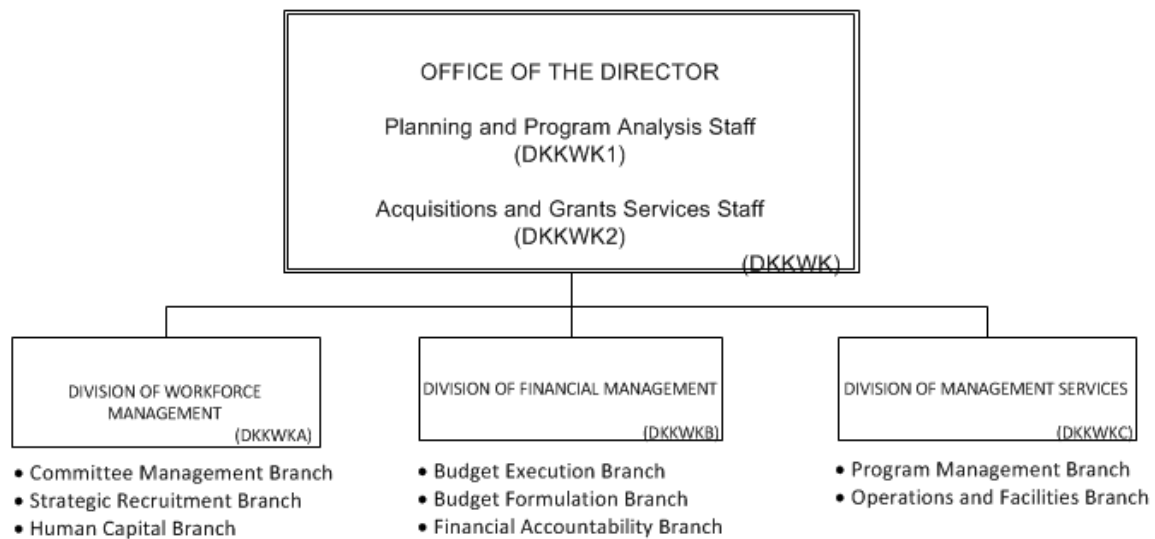 OFFICE OF THE DIRECTOR
Planning and Program Analysis Staff
(DKKWK1)
Acquisitions and Grants Services Staff
(DKKWK2)
(DKKWK)
DIVISION OF WORKFORCE
MANAGEMENT
(DKKWKA)
• Committee Management Branch
• Strategic Recruitment Branch
• Human Capital Branch
DIVISION OF FINANCIAL MANAGEMENT
(DKKWKB)
• Budget Execution Branch
• Budget Formulation Branch
• Financial Accountability Branch
DIVISION OF MANAGEMENT SERVICES
(DKKWKC)
• Program Management Branch
• Operations and Facilities Branch